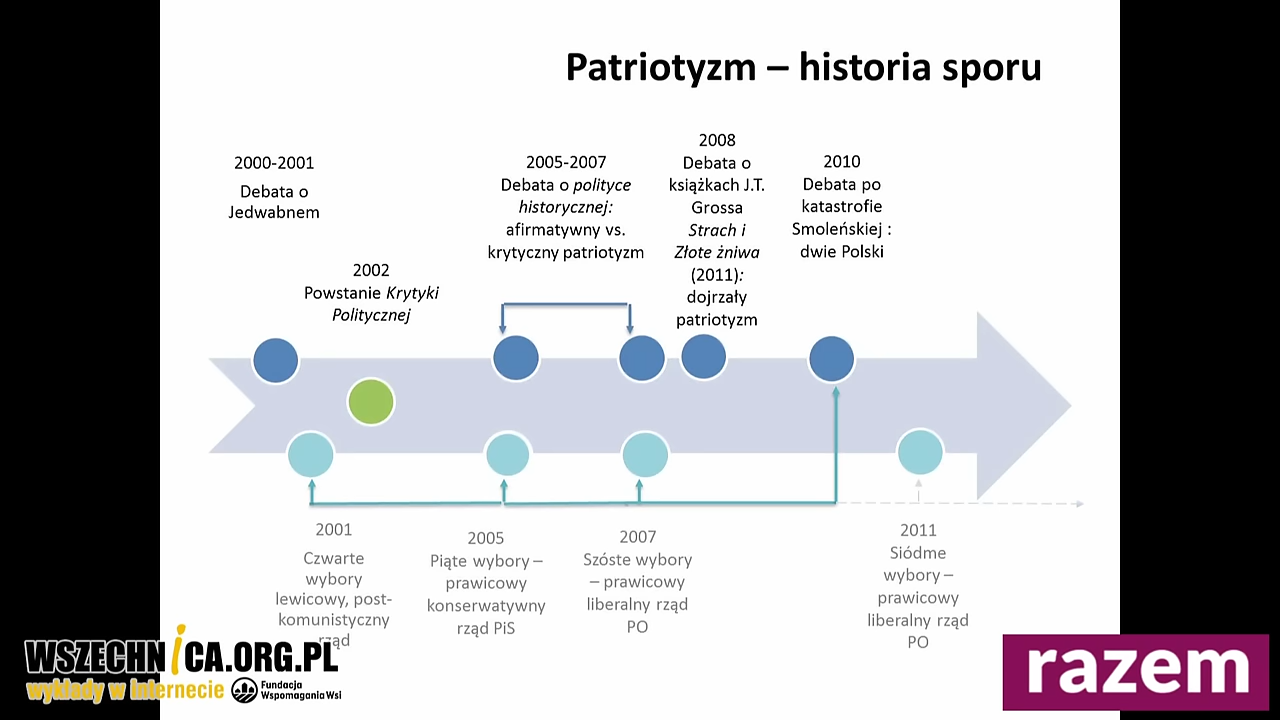 Patriotyzm – historia sporu
2000-2001
Debata o
Jedwabnem
2002
Powstanie Krytyki
Politycznej
2005-2007
Debata o polityce
historycznej:
afirmatywny vs.
krytyczny patriotyzm
2008
Debata o
książkach J.T.
Grossa
Strach i
Złote żniwa
(2011):
dojrzały
patriotyzm
2010
Debata po
katastrofie
Smoleńskiej :
dwie Polski
2001
Czwarte
wybory
lewicowy, post-
komunistyczny
rząd
2005
Piąte wybory –
prawicowy
konserwatywny
rząd PiS
2007
Szóste wybory
– prawicowy
liberalny rząd
PO
2011
Siódme
wybory –
prawicowy
liberalny rząd
PO
WSZECHNICA.ORG.PL
wykłady w internecie
Fundacja
Wspomagania Wsi
razem